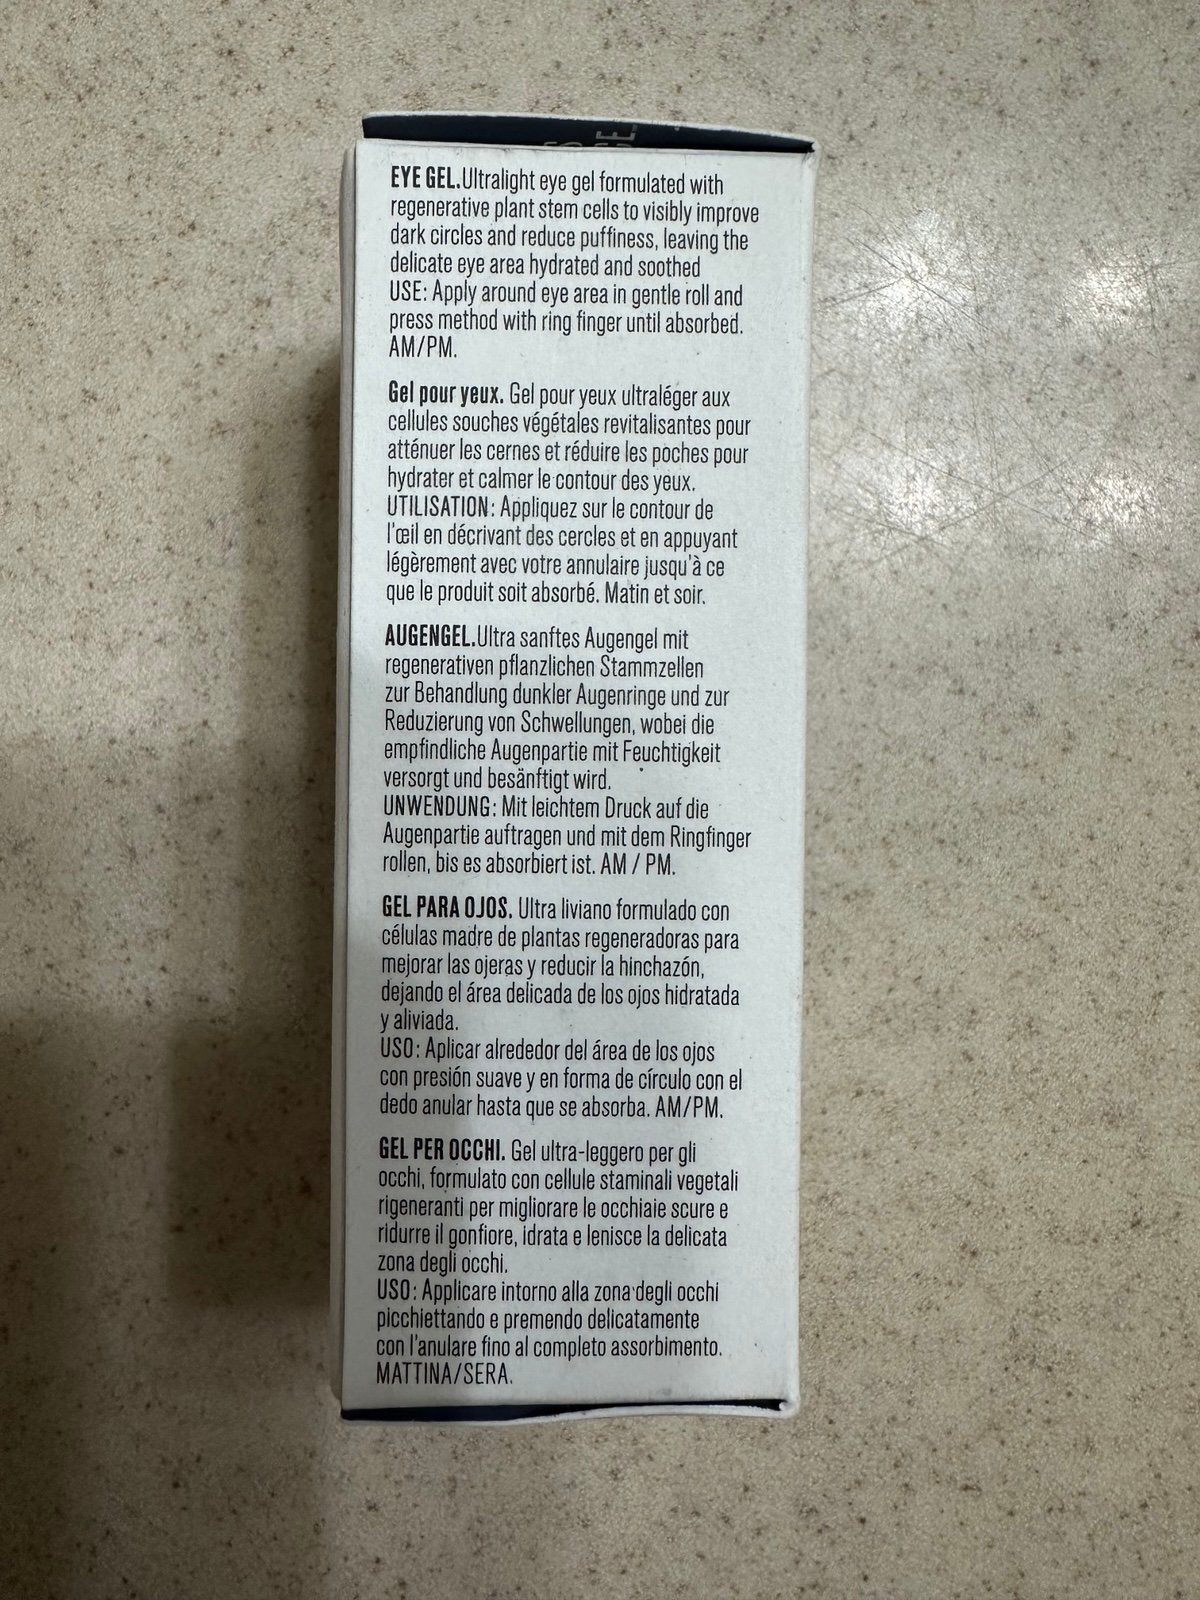 EYE GEL.Ultralight eye gel formulated with
regenerative plant stem cells to visibly improve
dark circles and reduce puffiness, leaving the
delicate eye area hydrated and soothed
USE: Apply around eye area in gentle roll and
press method with ring finger until absorbed.
AM/PM.
Gel pour yeux. Gel pour yeux ultraléger aux
cellules souches végétales revitalisantes pour
atténuer les cernes et réduire les poches pour
hydrater et calmer le contour des yeux.
UTILISATION: Appliquez sur le contour de
l'œil en décrivant des cercles et en appuyant
légèrement avec votre annulaire jusqu'à ce
que le produit soit absorbé. Matin et soir.
AUGENGEL.Ultra sanftes Augengel mit
regenerativen pflanzlichen Stammzellen
zur Behandlung dunkler Augenringe und zur
Reduzierung von Schwellungen, wobei die
empfindliche Augenpartie mit Feuchtigkeit
versorgt und besänftigt wird.
UNWENDUNG: Mit leichtem Druck auf die
Augenpartie auftragen und mit dem Ringfinger
rollen, bis es absorbiert ist. AM / PM.
GEL PARA OJOS. Ultra liviano formulado con
células madre de plantas regeneradoras para
mejorar las ojeras y reducir la hinchazón,
dejando el área delicada de los ojos hidratada
y aliviada.
USO: Aplicar alrededor del área de los ojos
con presión suave y en forma de círculo con el
dedo anular hasta que se absorba. AM/PM.
GEL PER OCCHI. Gel ultra-leggero per gli
occhi, formulato con cellule staminali vegetali
rigeneranti per migliorare le occhiaie scure e
ridurre il gonfiore, idrata e lenisce la delicata
zona degli occhi.
USO: Applicare intorno alla zona degli occhi
picchiettando e premendo delicatamente
con l'anulare fino al completo assorbimento.
MATTINA/SERA.